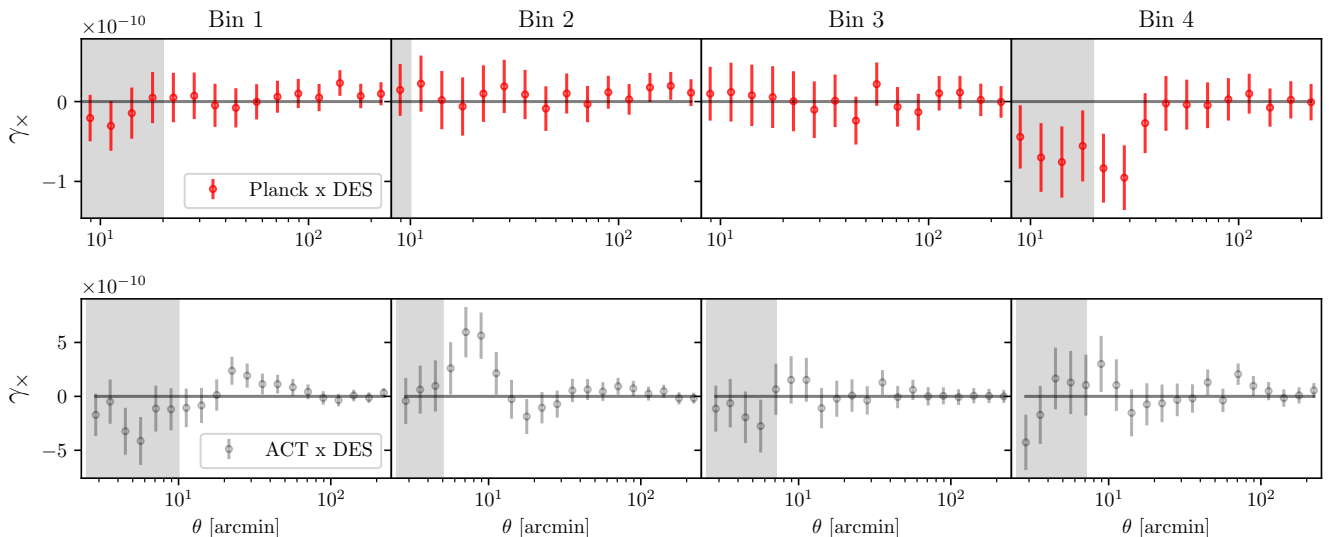 ×10⁻¹⁰ Bin 1 Bin 2 Bin 3 Bin 4
0
−1
γ×
Planck x DES
10¹ 10² 10¹ 10² 10¹ 10² 10¹ 10²
×10⁻¹⁰
5
0
−5
γ×
ACT x DES
10¹ 10² 10¹ 10² 10¹ 10² 10¹ 10²
θ [arcmin] θ [arcmin] θ [arcmin] θ [arcmin]